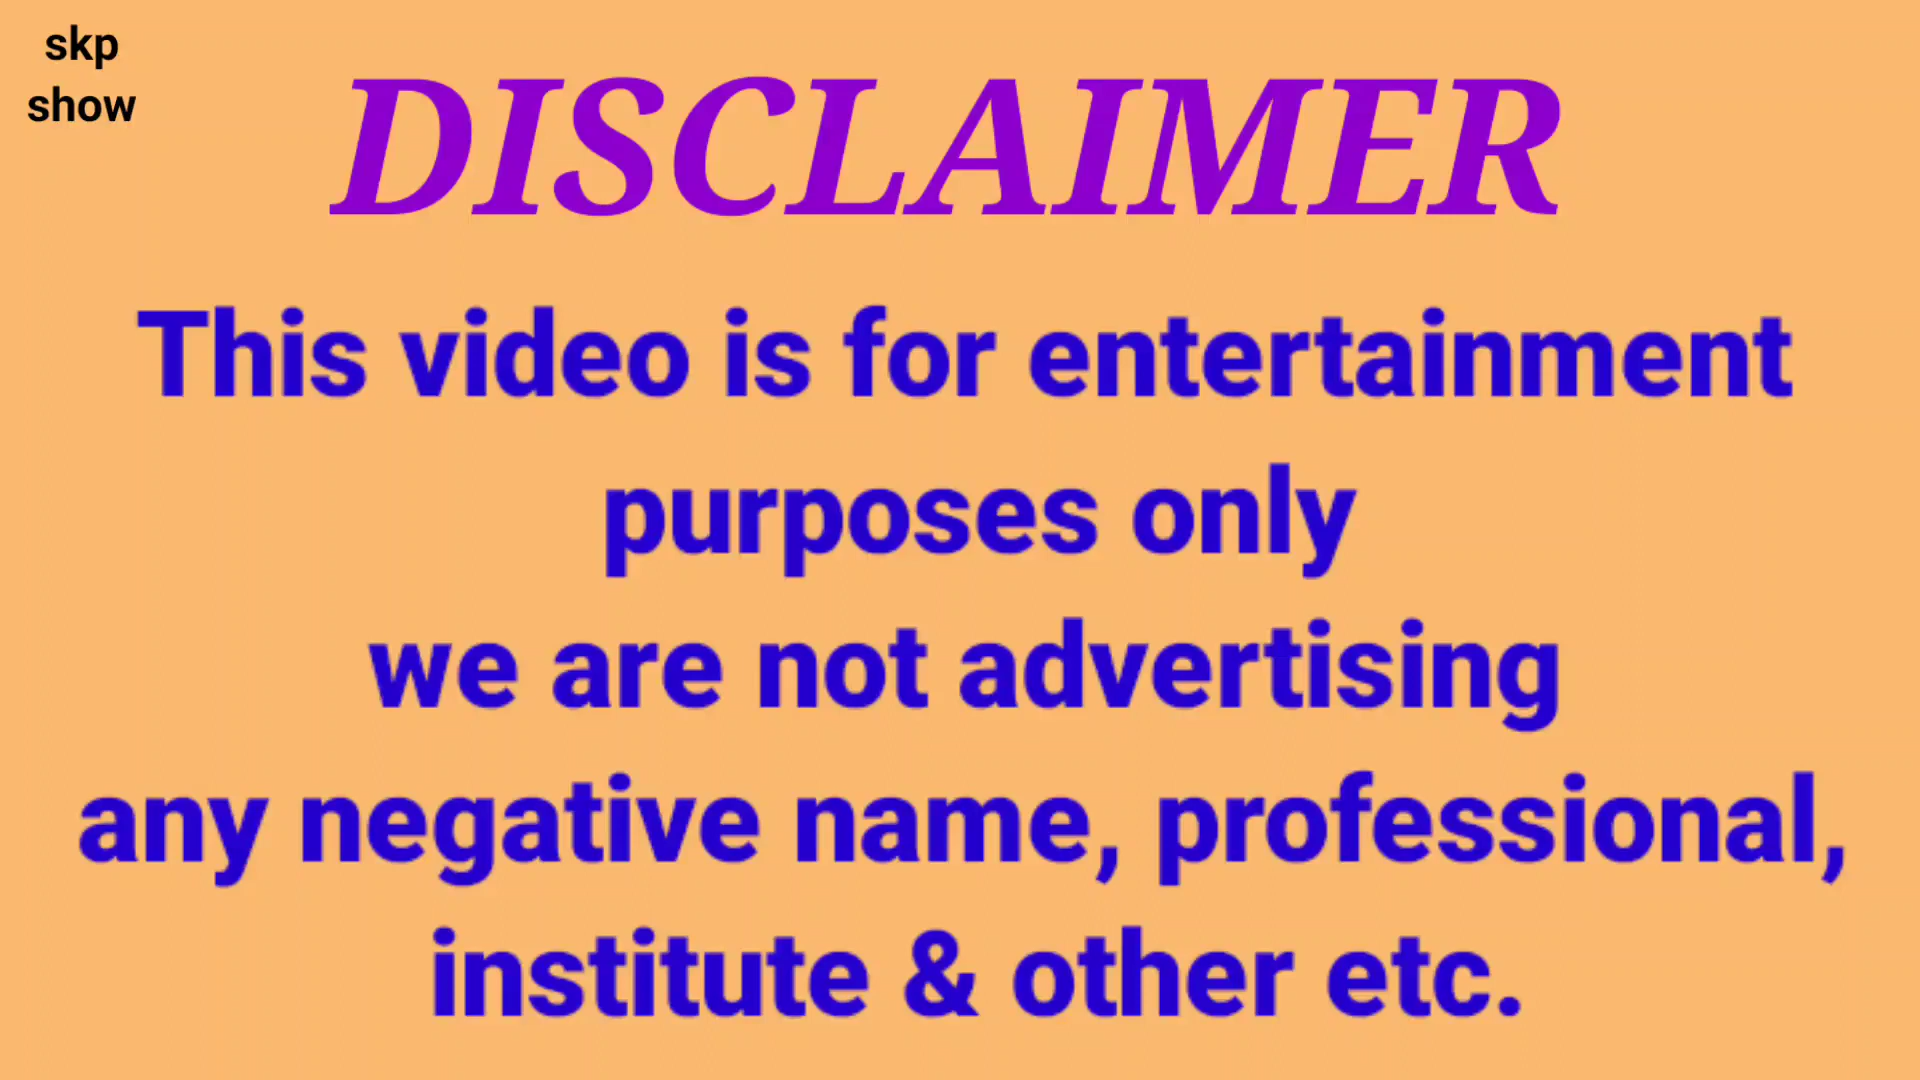 skp
show
DISCLAIMER
This video is for entertainment
purposes only
we are not advertising
any negative name, professional,
institute & other etc.